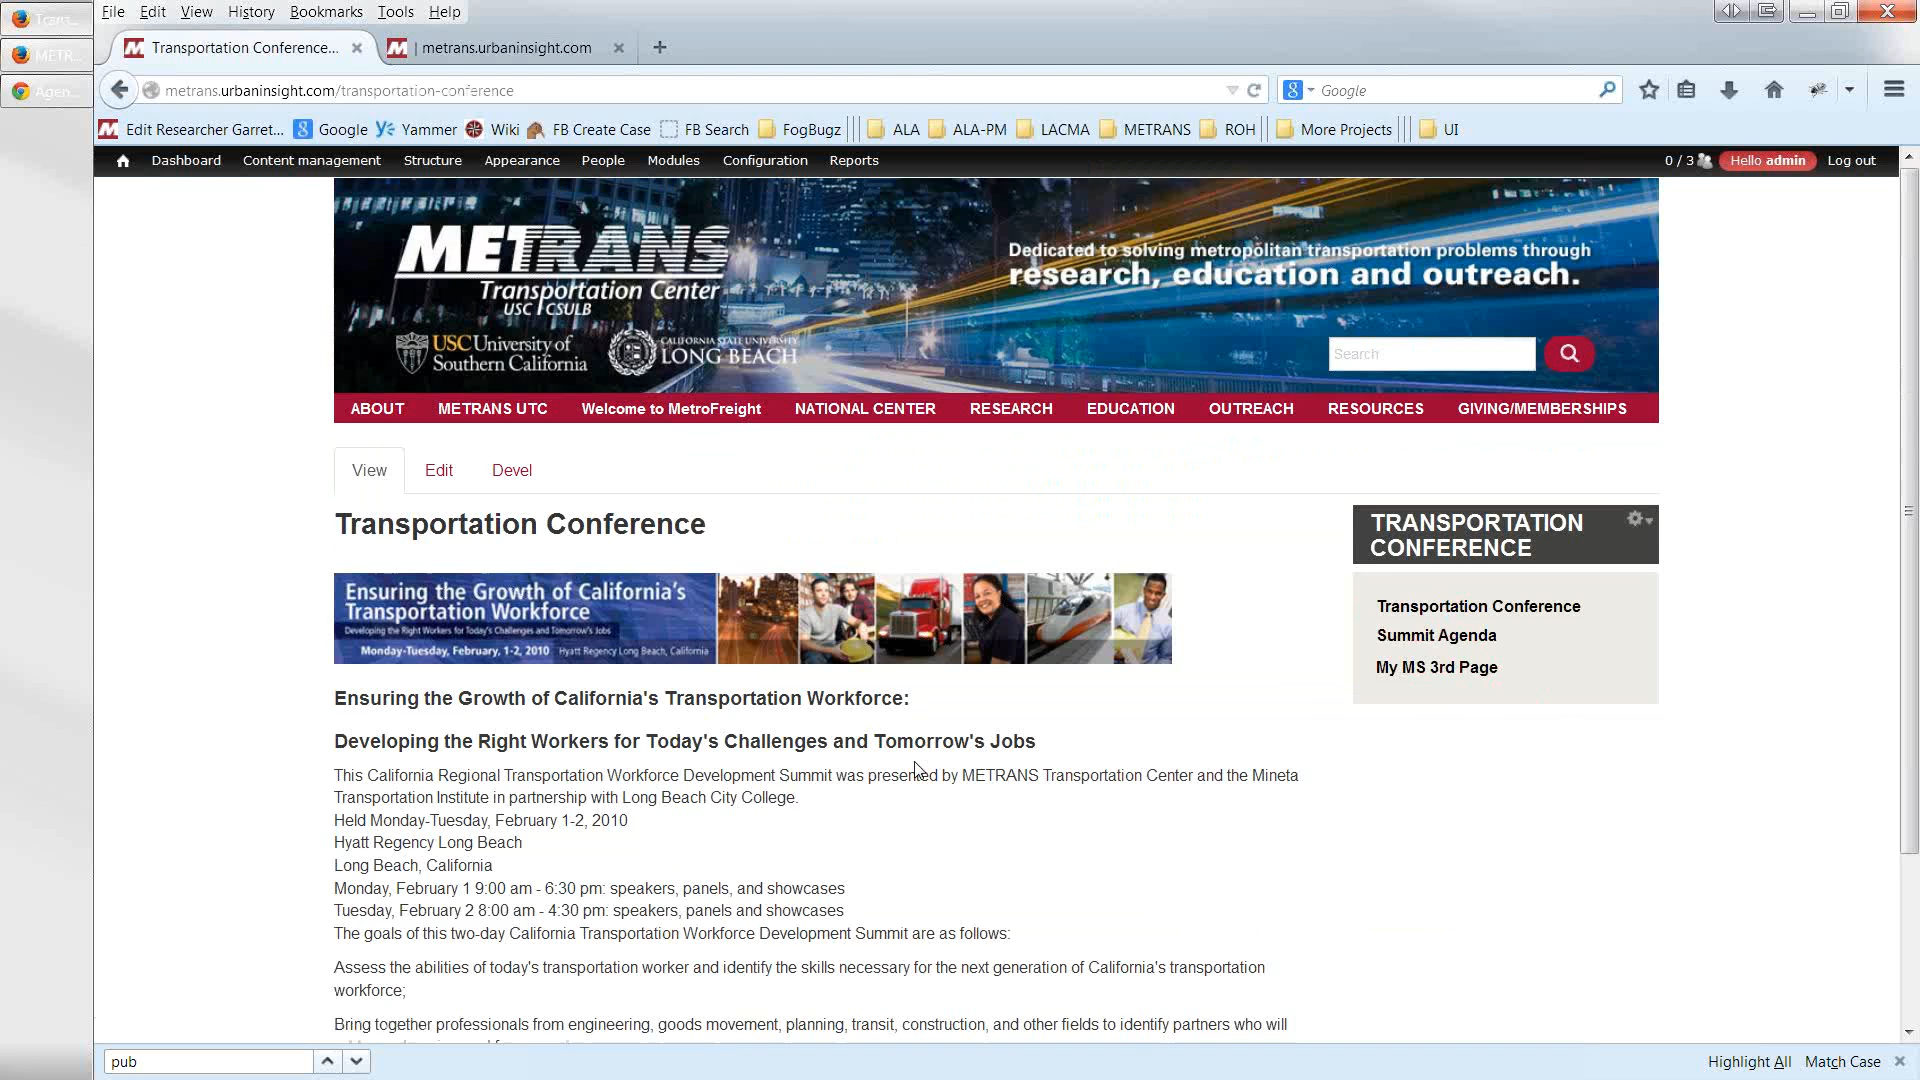 Trans...
File Edit View History Bookmarks Tools Help
METR...
Transportation Conference...
| metrans.urbaninsight.com
Agen...
metrans.urbaninsight.com/transportation-conference
Google
Edit Researcher Garret... Google Yammer Wiki FB Create Case FB Search FogBugz ALA ALA-PM LACMA METRANS ROH More Projects UI
Dashboard Content management Structure Appearance People Modules Configuration Reports 0 / 3 Hello admin Log out
METRANS
Transportation Center
USC | CSULB
USC University of
Southern California
CALIFORNIA STATE UNIVERSITY
LONG BEACH
Dedicated to solving metropolitan transportation problems through
research, education and outreach.
Search
ABOUT METRANS UTC Welcome to MetroFreight NATIONAL CENTER RESEARCH EDUCATION OUTREACH RESOURCES GIVING/MEMBERSHIPS
View Edit Devel
Transportation Conference
Ensuring the Growth of California's
Transportation Workforce
Developing the Right Workers for Today's Challenges and Tomorrow's Jobs
Monday-Tuesday, February, 1-2, 2010 Hyatt Regency Long Beach, California
Ensuring the Growth of California's Transportation Workforce:
Developing the Right Workers for Today's Challenges and Tomorrow's Jobs
This California Regional Transportation Workforce Development Summit was presented by METRANS Transportation Center and the Mineta
Transportation Institute in partnership with Long Beach City College.
Held Monday-Tuesday, February 1-2, 2010
Hyatt Regency Long Beach
Long Beach, California
Monday, February 1 9:00 am - 6:30 pm: speakers, panels, and showcases
Tuesday, February 2 8:00 am - 4:30 pm: speakers, panels and showcases
The goals of this two-day California Transportation Workforce Development Summit are as follows:
Assess the abilities of today's transportation worker and identify the skills necessary for the next generation of California's transportation
workforce;
Bring together professionals from engineering, goods movement, planning, transit, construction, and other fields to identify partners who will
TRANSPORTATION
CONFERENCE
Transportation Conference
Summit Agenda
My MS 3rd Page
pub
Highlight All Match Case